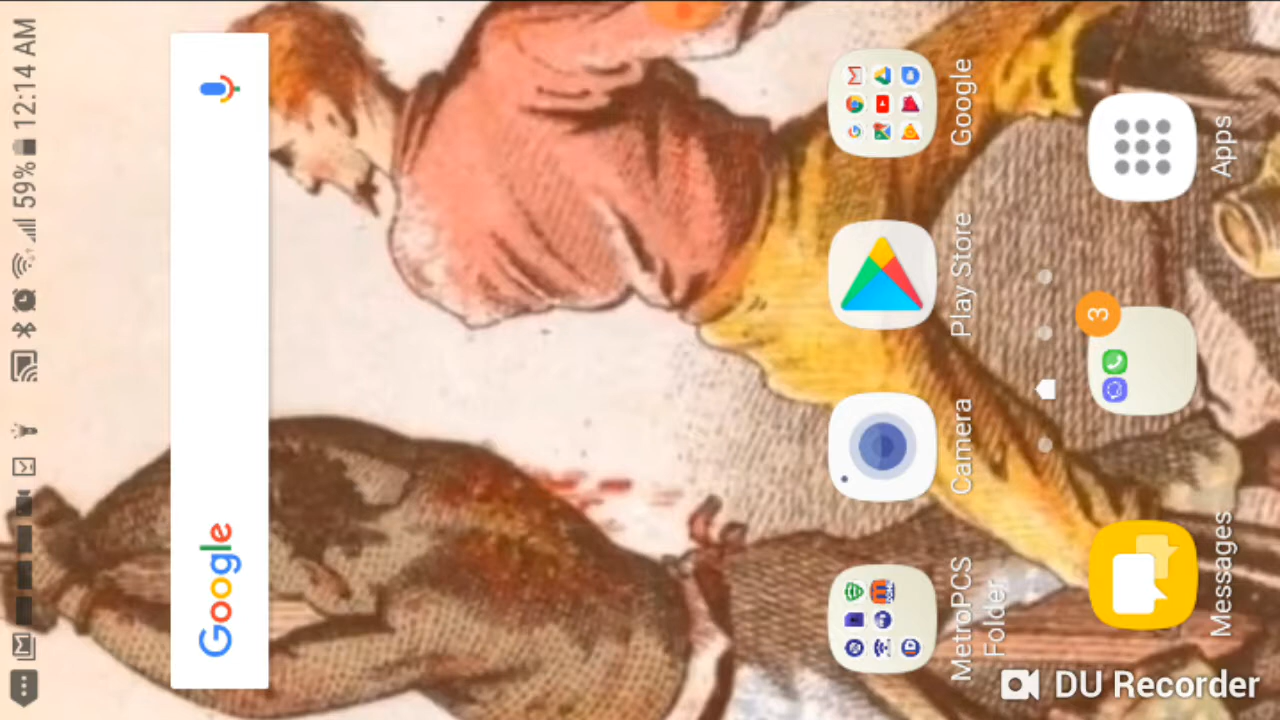 59% 12:14 AM
Google
MetroPCS
Folder
Camera
Play Store
Google
3
Messages
Apps
DU Recorder